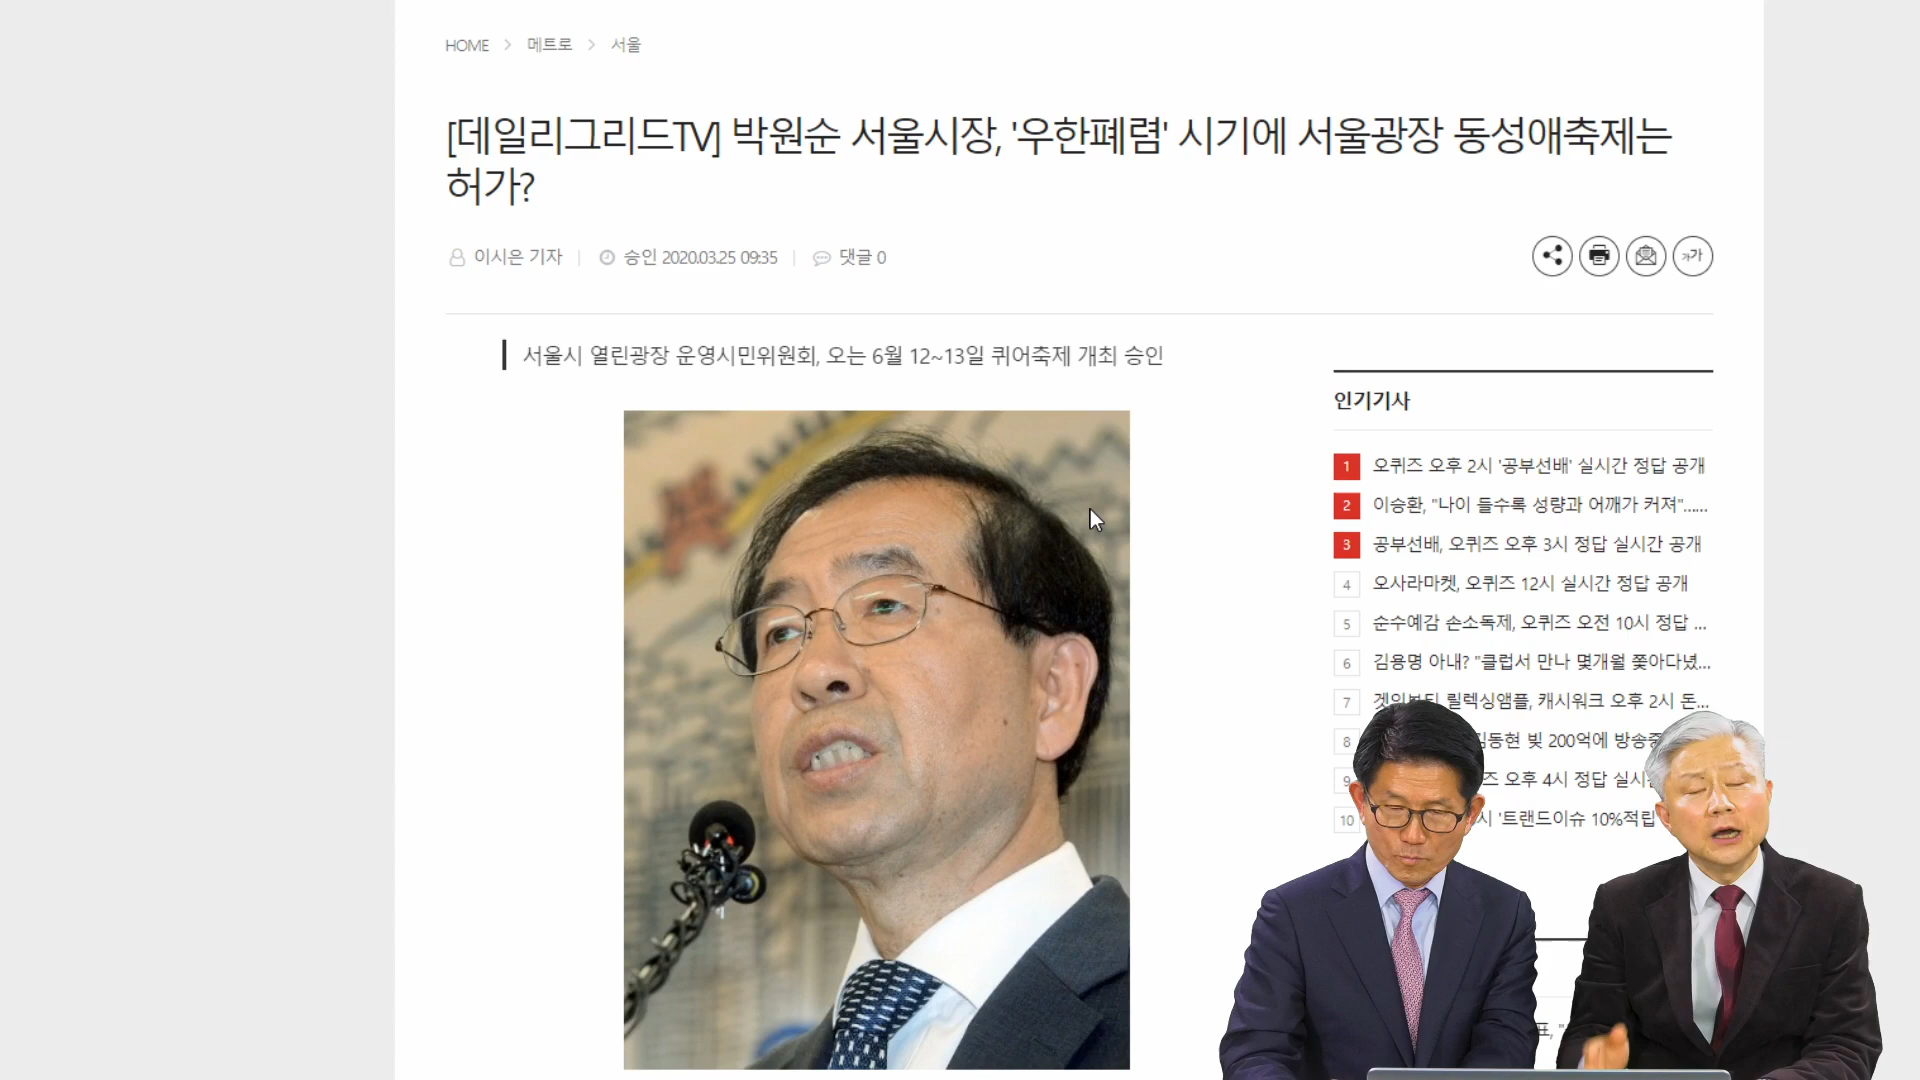 HOME > 메트로 > 서울
[데일리그리드TV] 박원순 서울시장, '우한폐렴' 시기에 서울광장 동성애축제는
허가?
이시은 기자 | 승인 2020.03.25 09:35 | 댓글 0
가가
서울시 열린광장 운영시민위원회, 오는 6월 12~13일 퀴어축제 개최 승인
인기기사
1 오퀴즈 오후 2시 '공부선배' 실시간 정답 공개
2 이승환, "나이 들수록 성량과 어깨가 커져"......
3 공부선배, 오퀴즈 오후 3시 정답 실시간 공개
4 오사라마켓, 오퀴즈 12시 실시간 정답 공개
5 순수예감 손소독제, 오퀴즈 오전 10시 정답 ...
6 김용명 아내? "클럽서 만나 몇개월 쫒아다녔...
7 릴렉싱앰플, 캐시워크 오후 2시 돈...
8 김동현 빚 200억에 방송
9 오후 4시 정답
10 '트랜드이슈 10%적립